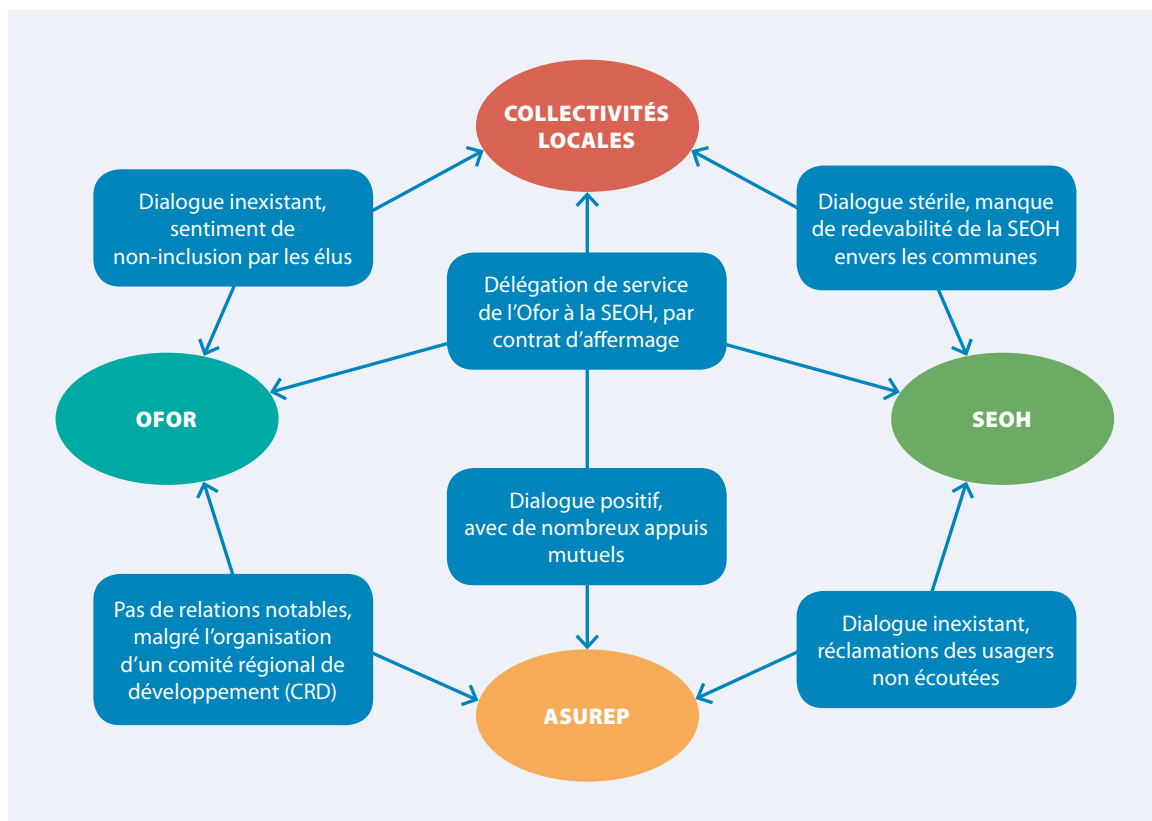 COLLECTIVITÉS
LOCALES
Dialogue inexistant,
sentiment de
non-inclusion par les élus
Dialogue stérile, manque
de redevabilité de la SEOH
envers les communes
Délégation de service
de l’Ofor à la SEOH, par
contrat d’affermage
OFOR
SEOH
Dialogue positif,
avec de nombreux appuis
mutuels
Pas de relations notables,
malgré l’organisation
d’un comité régional de
développement (CRD)
Dialogue inexistant,
réclamations des usagers
non écoutées
ASUREP